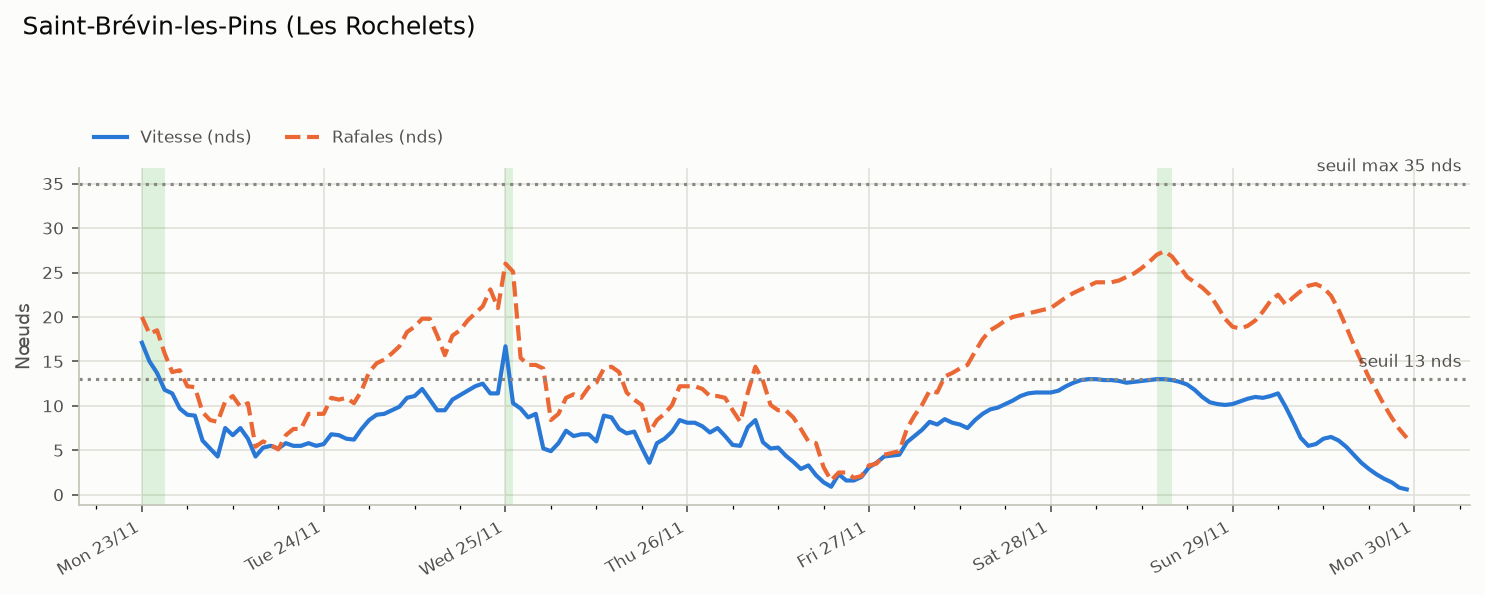 Saint-Brévin-les-Pins (Les Rochelets)
Vitesse (nds)
Rafales (nds)
seuil max 35 nds
35
30
25
20
15
10
5
0
Nœuds
seuil 13 nds
Mon 23/11
Tue 24/11
Wed 25/11
Thu 26/11
Fri 27/11
Sat 28/11
Sun 29/11
Mon 30/11